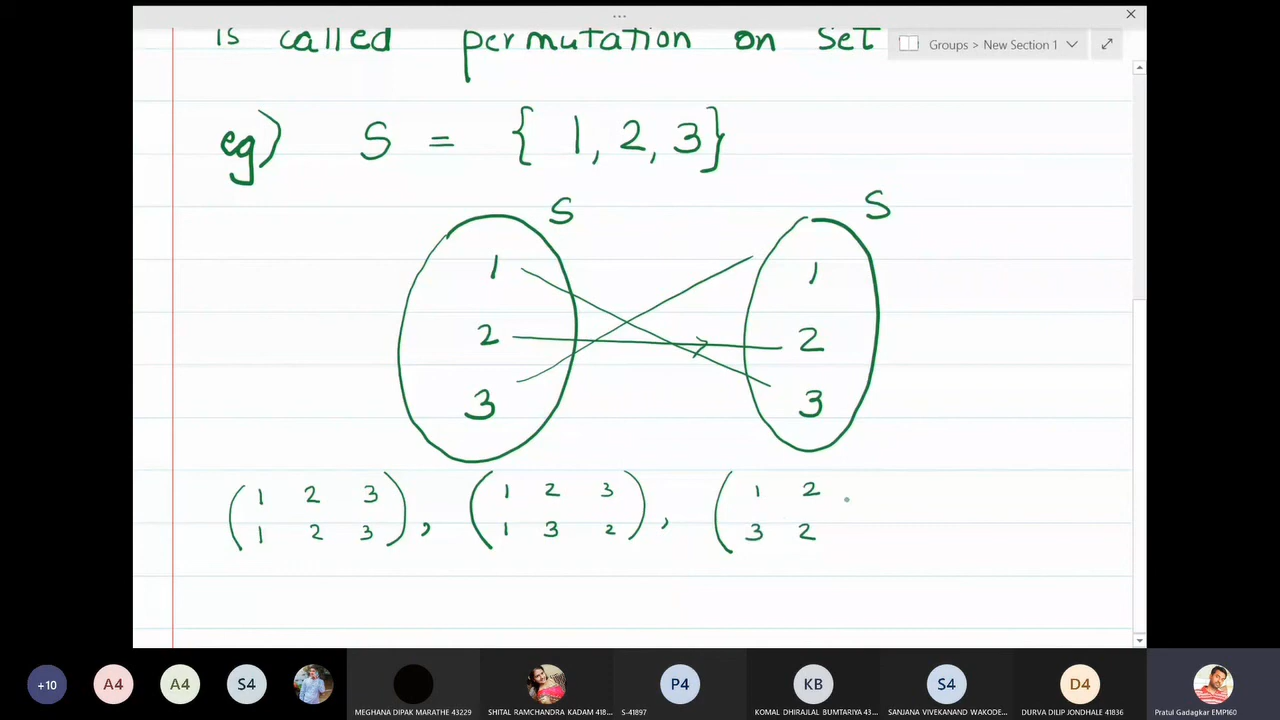 is called permutation on Set
Groups > New Section 1
eg) S = { 1, 2, 3}
S S
1 1
2 2
3 3
( 1 2 3 ) , ( 1 2 3 ) , ( 1 2
( 1 2 3 ) , ( 1 3 2 ) , ( 3 2
+10 A4 A4 S4 P4 KB S4 D4
MEGHANA DIPAK MARATHE 43229 SHITAL RAMCHANDRA KADAM 418... S-41897 KOMAL DHIRAJLAL BUMTARIYA 43... SANJANA VIVEKANAND WAKODE... DURVA DILIP JONDHALE 41836 Pratul Gadagkar EMP160